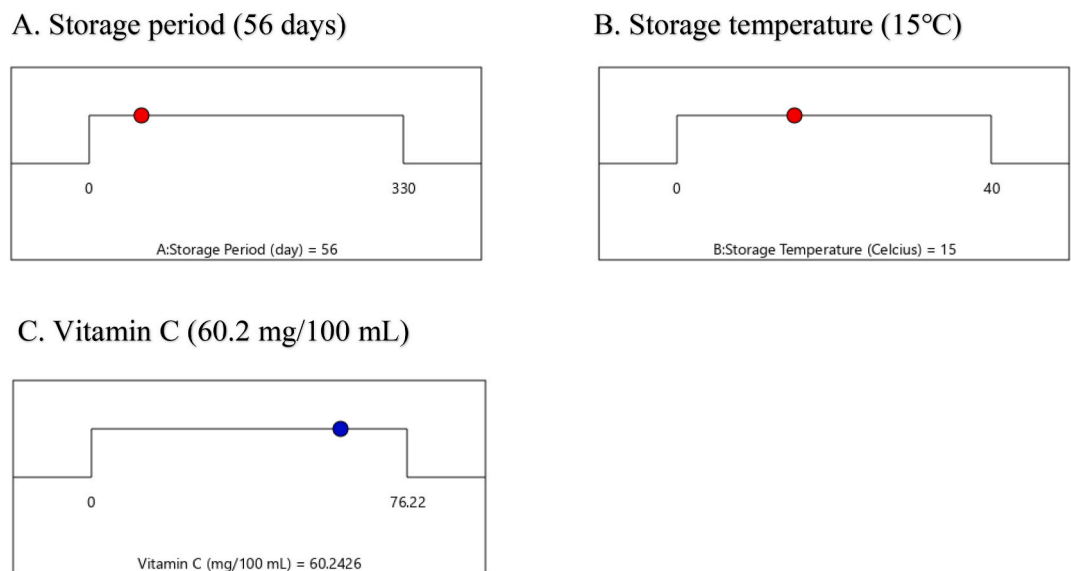 A. Storage period (56 days)
B. Storage temperature (15℃)
0
330
A:Storage Period (day) = 56
0
40
B:Storage Temperature (Celcius) = 15
C. Vitamin C (60.2 mg/100 mL)
0
76.22
Vitamin C (mg/100 mL) = 60.2426